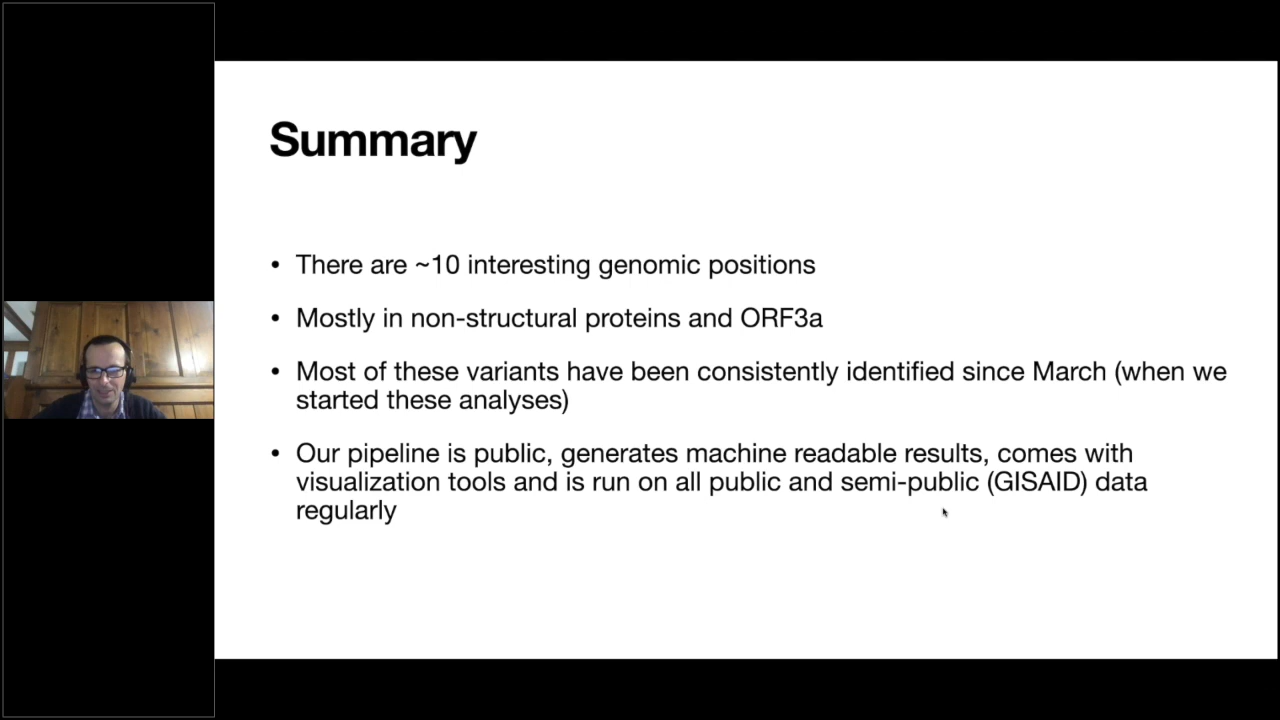 Summary
• There are ~10 interesting genomic positions
• Mostly in non-structural proteins and ORF3a
• Most of these variants have been consistently identified since March (when we
started these analyses)
• Our pipeline is public, generates machine readable results, comes with
visualization tools and is run on all public and semi-public (GISAID) data
regularly